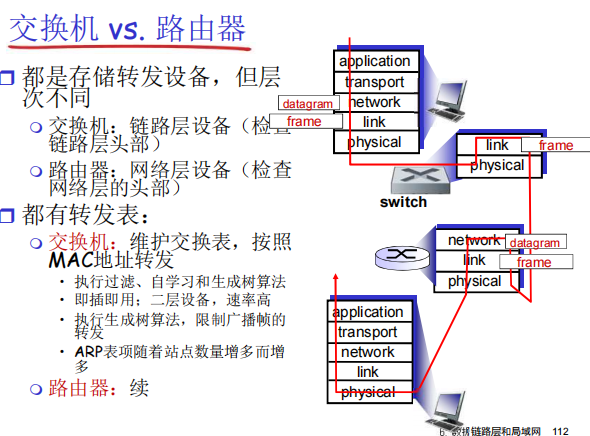 交换机 vs. 路由器
都是存储转发设备，但层
次不同
交换机：链路层设备（检查
链路层头部）
路由器：网络层设备（检查
网络层的头部）
都有转发表：
交换机：维护交换表，按照
MAC地址转发
执行过滤、自学习和生成树算法
即插即用；二层设备，速率高
执行生成树算法，限制广播帧的
转发
ARP表项随着站点数量增多而增
多
路由器：续
application
transport
datagram
network
frame
link
physical
link
frame
physical
switch
network
datagram
link
frame
physical
application
transport
network
link
physical
6: 数据链路层和局域网
112